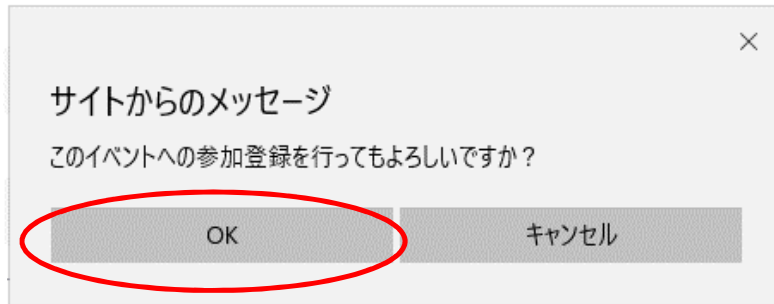 サイトからのメッセージ
このイベントへの参加登録を行ってもよろしいですか？
OK
キャンセル